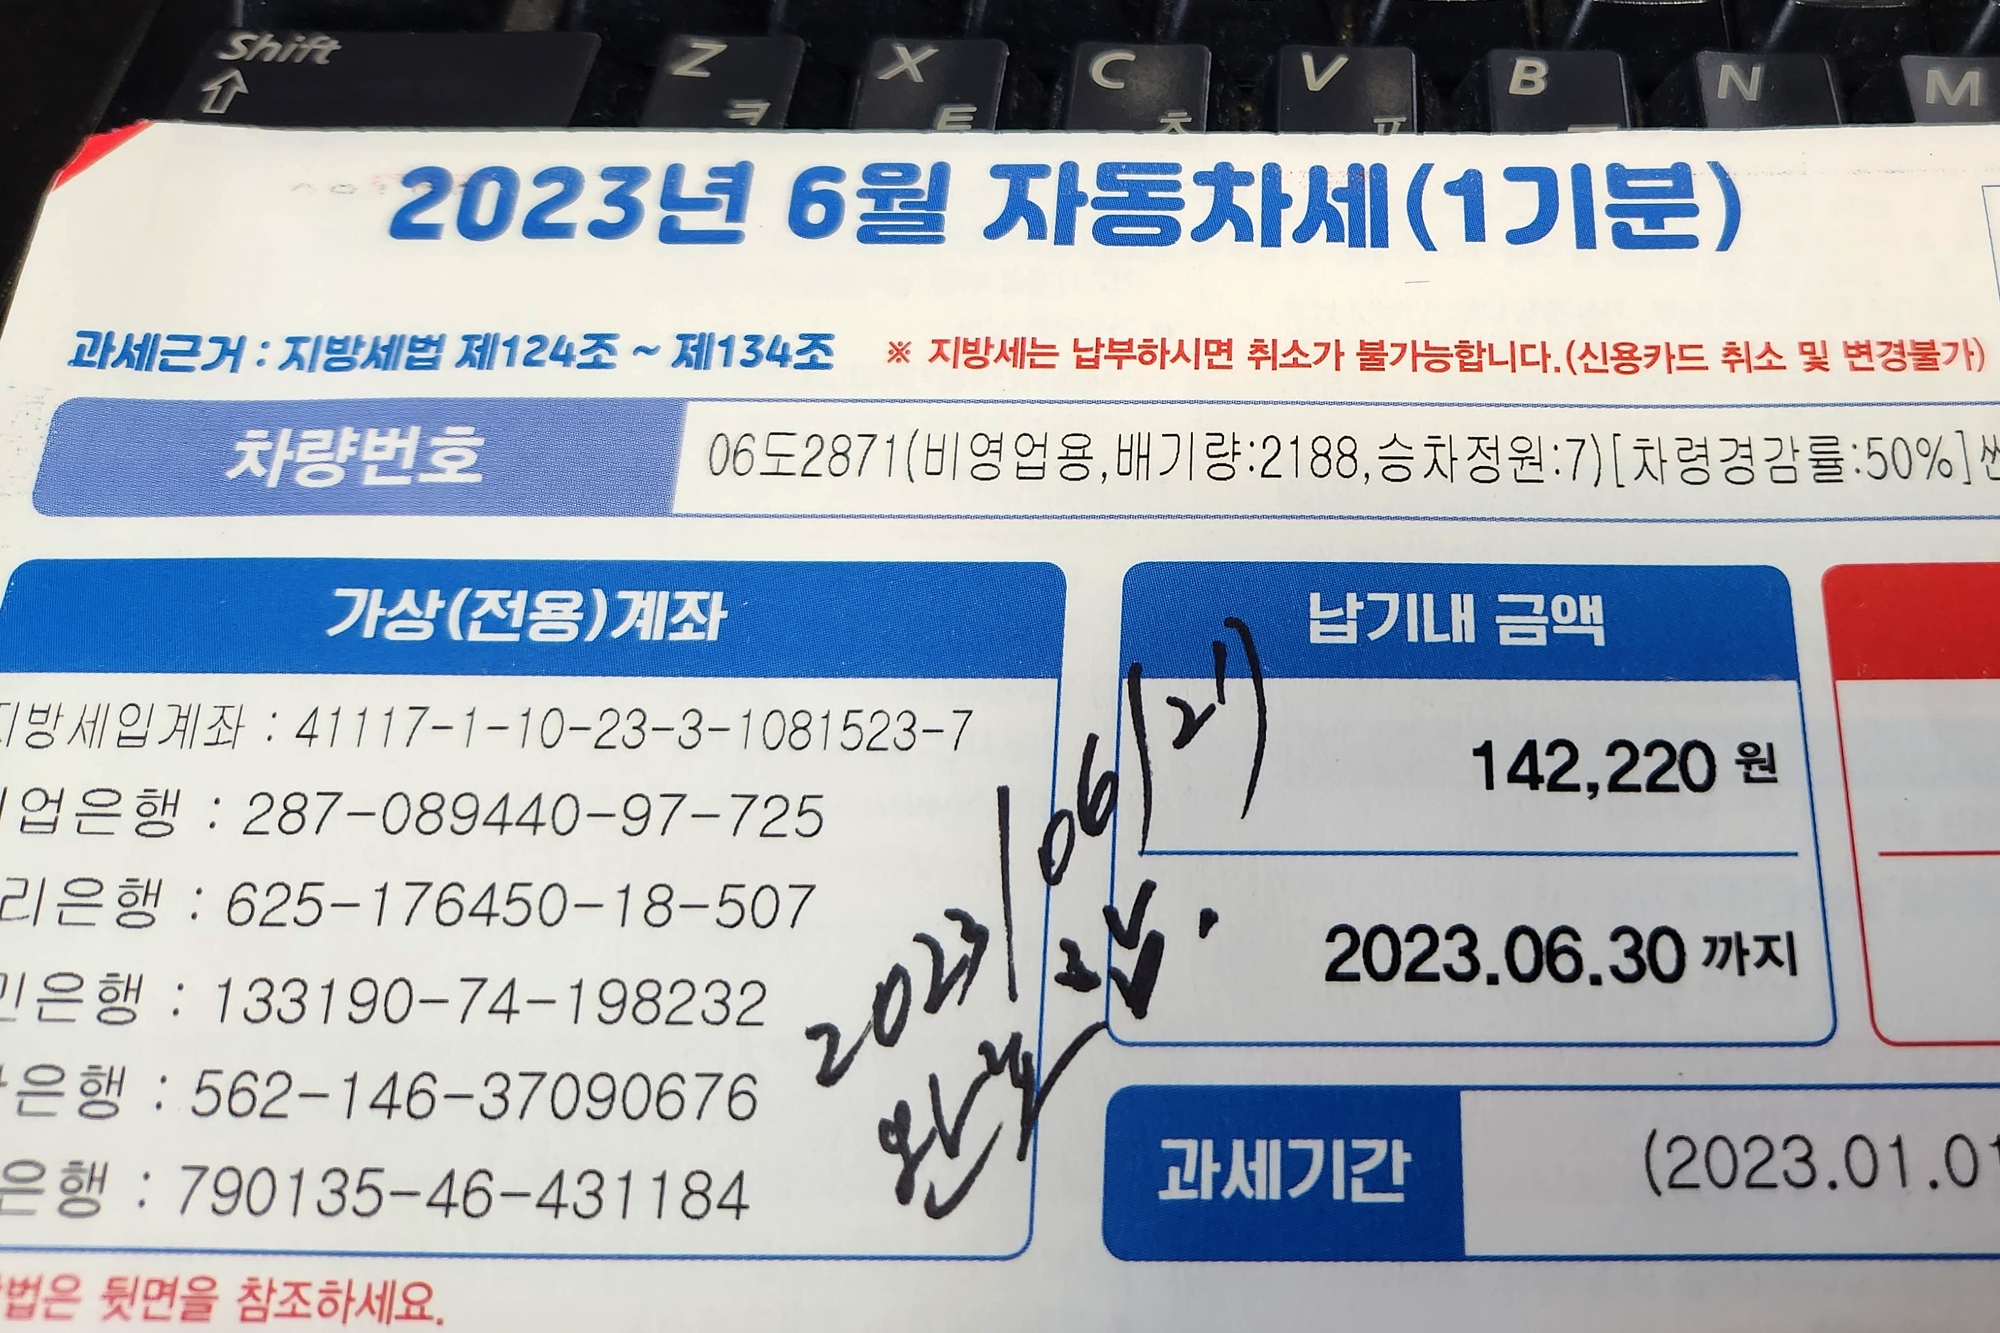 Shift
Z X C V B N M
ㅋ ㅌ ㅊ ㅍ
2023년 6월 자동차세(1기분)
과세근거 : 지방세법 제124조 ~ 제134조 ※ 지방세는 납부하시면 취소가 불가능합니다.(신용카드 취소 및 변경불가)
차량번호 06도2871(비영업용,배기량:2188,승차정원:7)[차령경감률:50%]싼
가상(전용)계좌
지방세입계좌 : 41117-1-10-23-3-1081523-7
업은행 : 287-089440-97-725
리은행 : 625-176450-18-507
민은행 : 133190-74-198232
은행 : 562-146-37090676
은행 : 790135-46-431184
납기내 금액
142,220 원
2023.06.30 까지
2023/06/21)
완
과세기간 (2023.01.01
법은 뒷면을 참조하세요.